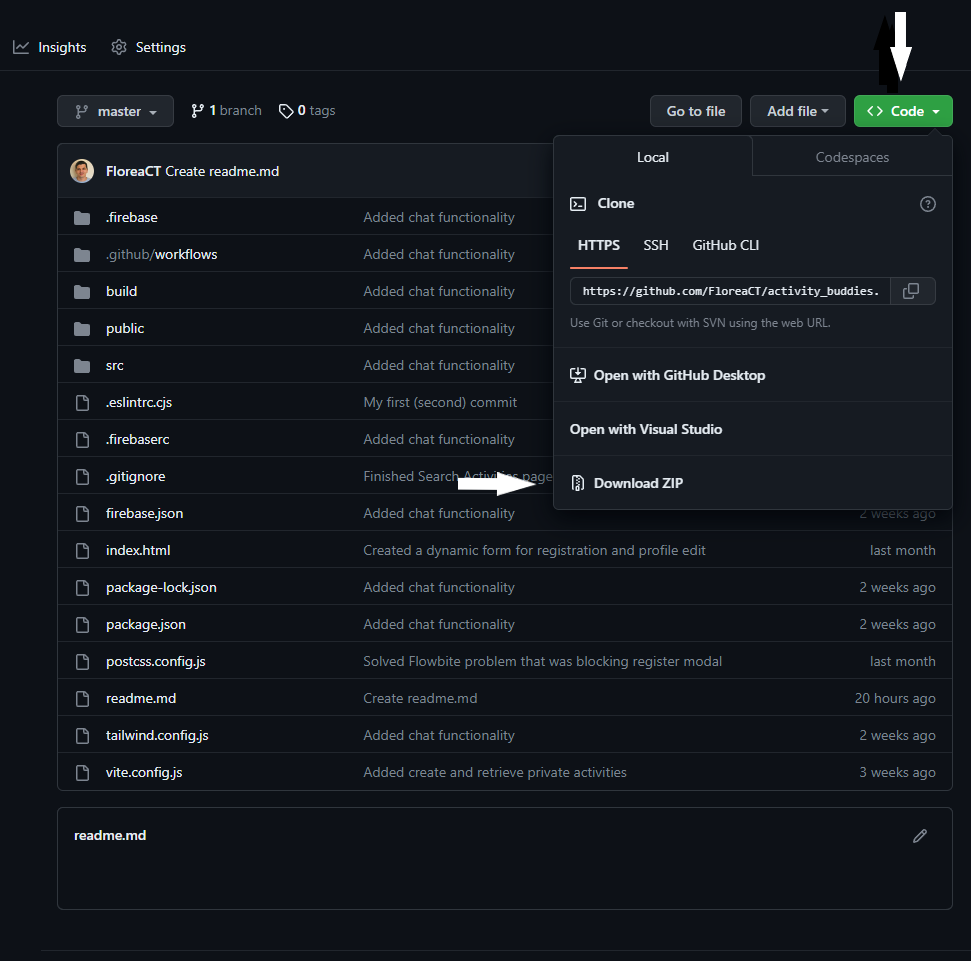 Insights Settings
master 1 branch 0 tags Go to file Add file Code
Local Codespaces
FloreaCT Create readme.md
Clone
.firebase Added chat functionality
HTTPS SSH GitHub CLI
.github/workflows Added chat functionality
build Added chat functionality
https://github.com/FloreaCT/activity_buddies.
Use Git or checkout with SVN using the web URL.
public Added chat functionality
src Added chat functionality
Open with GitHub Desktop
.eslintrc.cjs My first (second) commit
Open with Visual Studio
.firebaserc Added chat functionality
.gitignore Finished Search Activities page
Download ZIP
firebase.json Added chat functionality 2 weeks ago
index.html Created a dynamic form for registration and profile edit last month
package-lock.json Added chat functionality 2 weeks ago
package.json Added chat functionality 2 weeks ago
postcss.config.js Solved Flowbite problem that was blocking register modal last month
readme.md Create readme.md 20 hours ago
tailwind.config.js Added chat functionality 2 weeks ago
vite.config.js Added create and retrieve private activities 3 weeks ago
readme.md